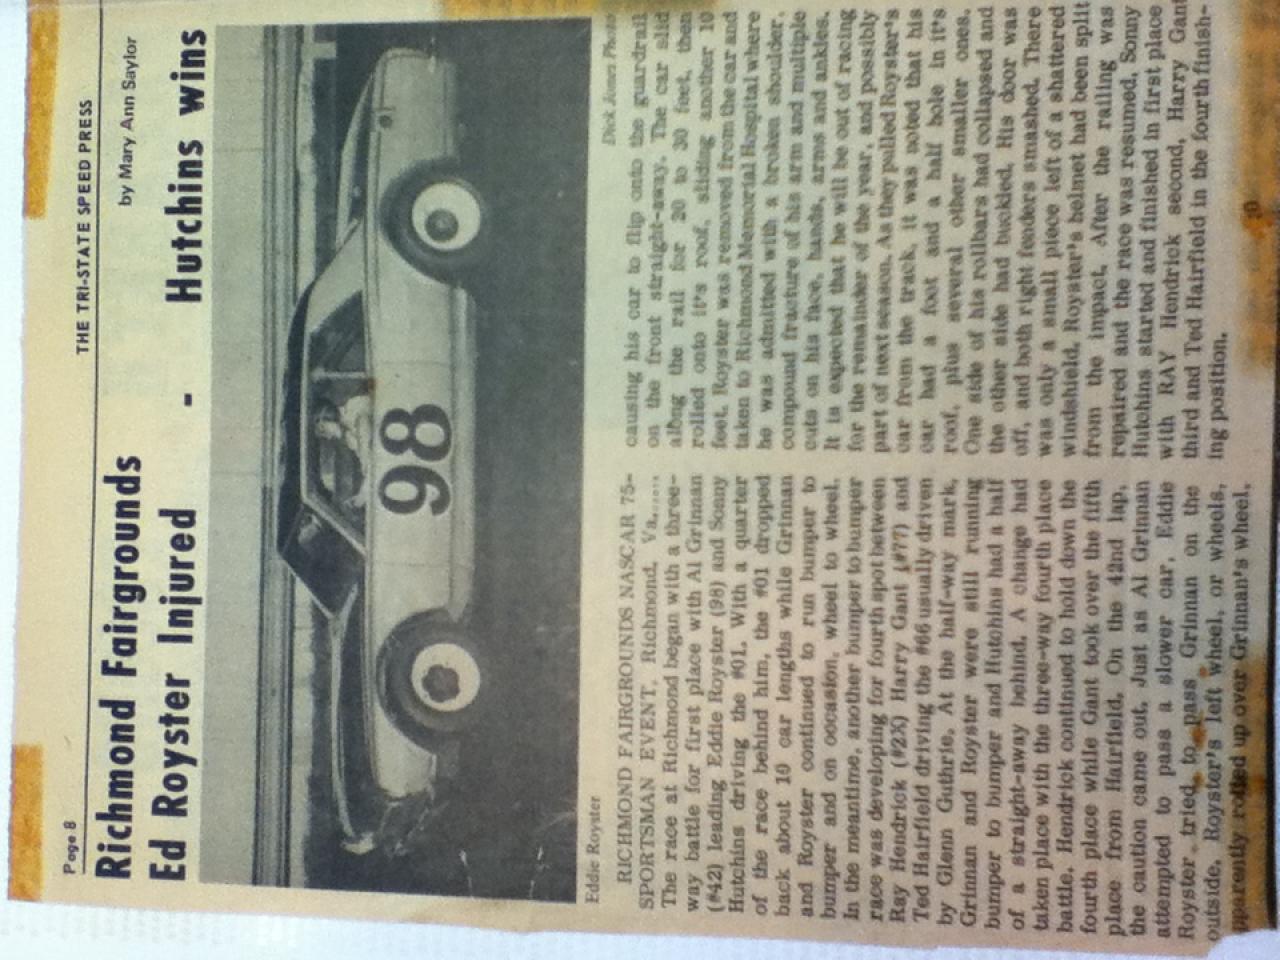 Page 8
THE TRI-STATE SPEED PRESS
Richmond Fairgrounds
by Mary Ann Saylor
Ed Royster Injured - Hutchins wins
98
Eddie Royster
Dick Jones Photo
RICHMOND FAIRGROUNDS NASCAR 75-
SPORTSMAN EVENT, Richmond, Va......
The race at Richmond began with a three-
way battle for first place with Al Grinnan
(#42) leading Eddie Royster (98) and Sonny
Hutchins driving the #01. With a quarter
of the race behind him, the #01 dropped
back about 10 car lengths while Grinnan
and Royster continued to run bumper to
bumper and on occasion, wheel to wheel.
In the meantime, another bumper to bumper
race was developing for fourth spot between
Ray Hendrick (#2X) Harry Gant (#77) and
Ted Hairfield driving the #66 usually driven
by Glenn Guthrie. At the half-way mark,
Grinnan and Royster were still running
bumper to bumper and Hutchins had a half
of a straight-away behind. A change had
taken place with the three-way fourth place
battle. Hendrick continued to hold down the
fourth place while Gant took over the fifth
place from Hairfield. On the 42nd lap,
the caution came out. Just as Al Grinnan
attempted to pass a slower car, Eddie
Royster tried to pass Grinnan on the
outside. Royster's left wheel, or wheels,
apparently rolled up over Grinnan's wheel,
causing his car to flip onto the guardrail
on the front straight-away. The car slid
along the rail for 20 to 30 feet, then
rolled onto it's roof, sliding another 10
feet. Royster was removed from the car and
taken to Richmond Memorial Hospital where
he was admitted with a broken shoulder,
compound fracture of his arm and multiple
cuts on his face, hands, arms and ankles.
It is expected that he will be out of racing
for the remainder of the year, and possibly
part of next season. As they pulled Royster's
car from the track, it was noted that his
car had a foot and a half hole in it's
roof, plus several other smaller ones.
One side of his rollbars had collapsed and
the other side had buckled. His door was
off, and both right fenders smashed. There
was only a small piece left of a shattered
windshield. Royster's helmet had been split
from the impact. After the railing was
repaired and the race was resumed, Sonny
Hutchins started and finished in first place
with RAY Hendrick second, Harry Gant
third and Ted Hairfield in the fourth finish-
ing position.